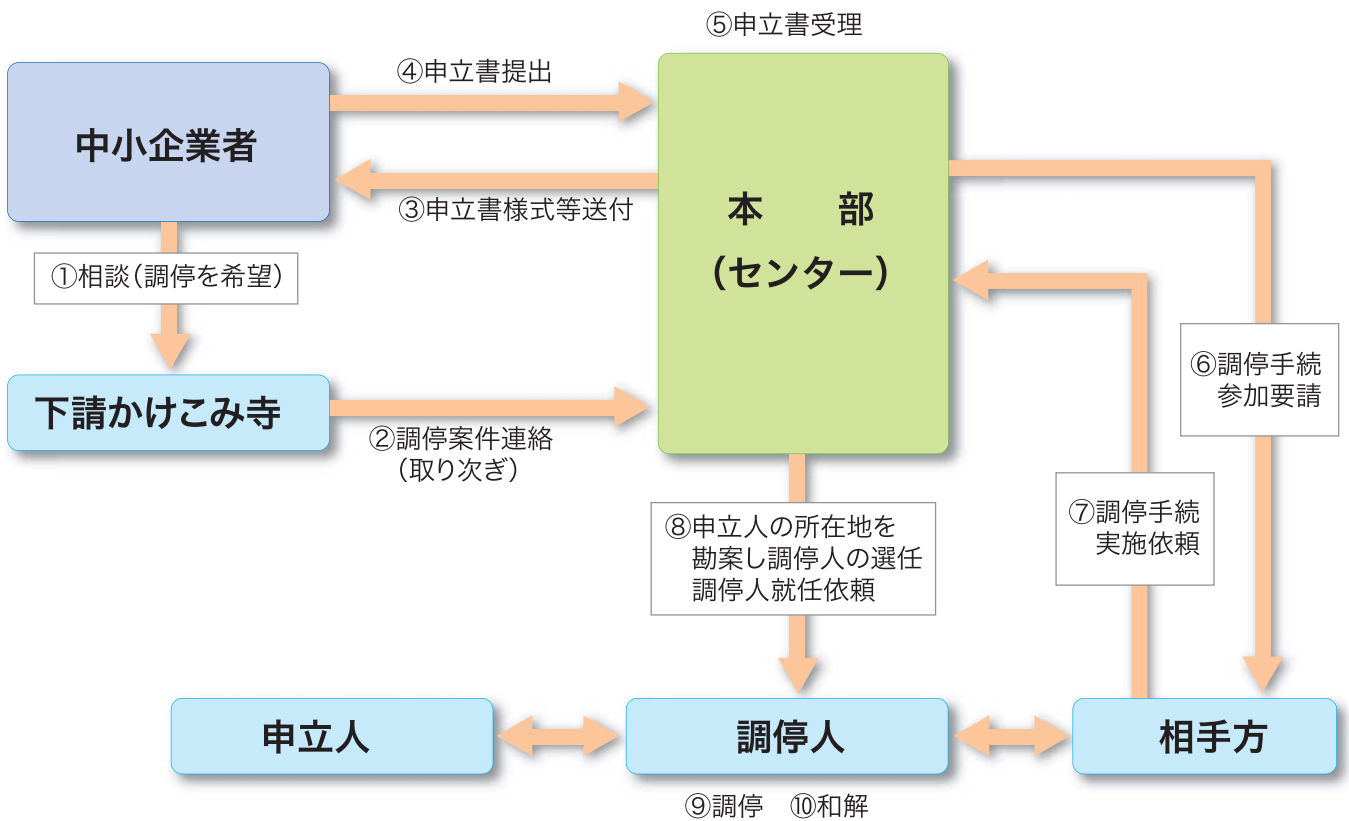 ⑤申立書受理
④申立書提出
中小企業者
本　部
（センター）
③申立書様式等送付
①相談（調停を希望）
下請かけこみ寺
②調停案件連絡
（取り次ぎ）
⑥調停手続
参加要請
⑦調停手続
実施依頼
⑧申立人の所在地を
勘案し調停人の選任
調停人就任依頼
申立人
調停人
相手方
⑨調停　⑩和解